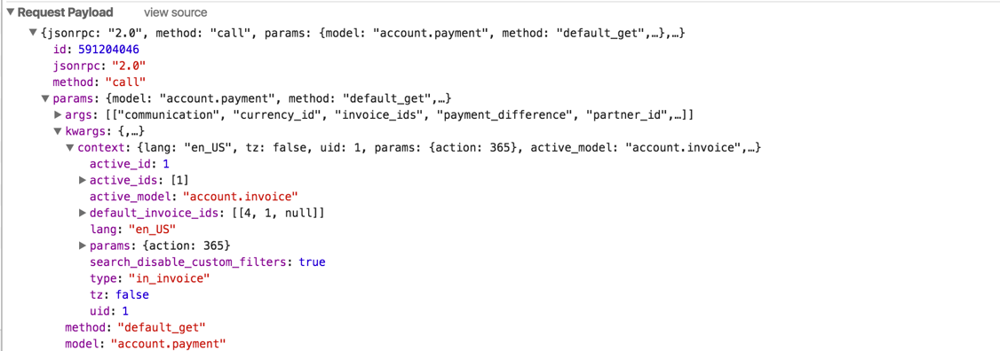 ▼ Request Payload view source
▼ {jsonrpc: "2.0", method: "call", params: {model: "account.payment", method: "default_get",…},…}
id: 591204046
jsonrpc: "2.0"
method: "call"
▼ params: {model: "account.payment", method: "default_get",…}
▶ args: [["communication", "currency_id", "invoice_ids", "payment_difference", "partner_id",…]]
▼ kwargs: {,…}
▼ context: {lang: "en_US", tz: false, uid: 1, params: {action: 365}, active_model: "account.invoice",…}
active_id: 1
▶ active_ids: [1]
active_model: "account.invoice"
▶ default_invoice_ids: [[4, 1, null]]
lang: "en_US"
▶ params: {action: 365}
search_disable_custom_filters: true
type: "in_invoice"
tz: false
uid: 1
method: "default_get"
model: "account.payment"